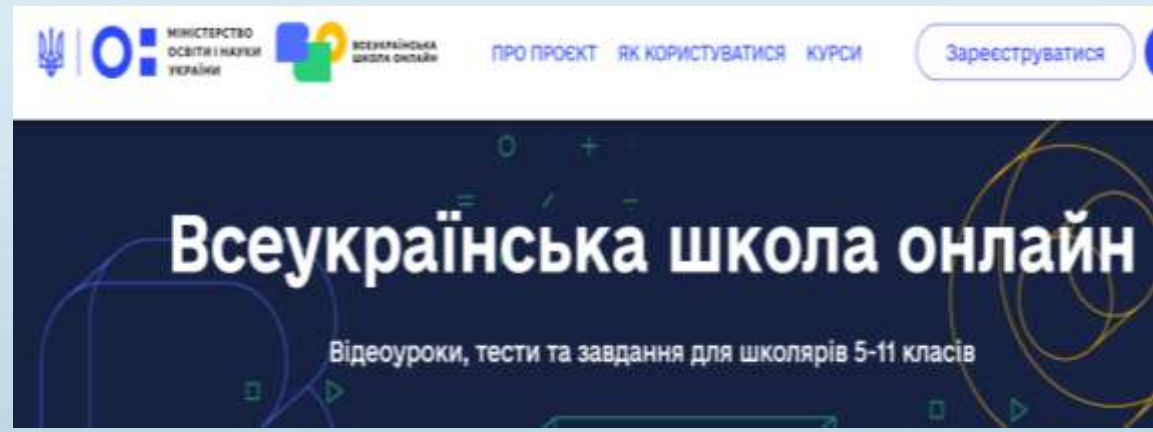 МІНІСТЕРСТВО
ОСВІТИ І НАУКИ
УКРАЇНИ
ВСЕУКРАЇНСЬКА
ШКОЛА ОНЛАЙН
ПРО ПРОЄКТ ЯК КОРИСТУВАТИСЯ КУРСИ
Зареєструватися
Всеукраїнська школа онлайн
Відеоуроки, тести та завдання для школярів 5-11 класів